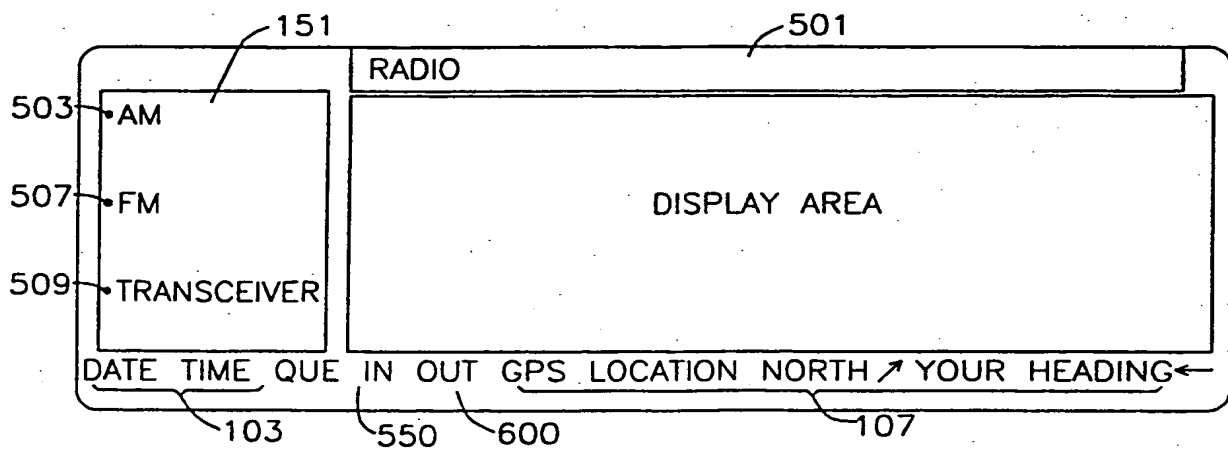 151
501
RADIO
503 AM
507 FM
DISPLAY AREA
509 TRANSCEIVER
DATE TIME QUE IN OUT GPS LOCATION NORTH ↗ YOUR HEADING ←
103
550
600
107